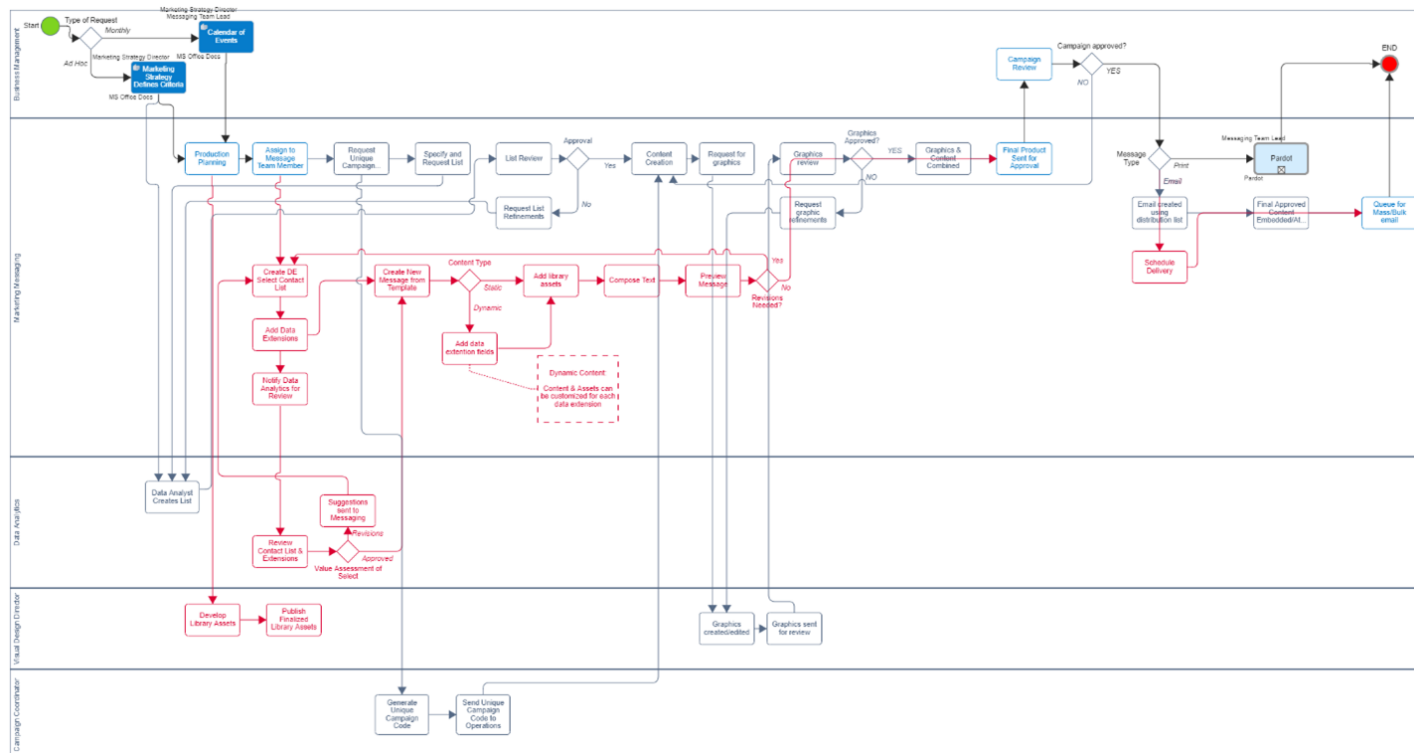 Marketing Strategy Director
Messaging Team Lead
Start
Type of Request
Monthly
Calendar of
Events
MS Office Docs
Ad Hoc
Marketing Strategy Director
Marketing
Strategy
Defines Criteria
MS Office Docs
Campaign
Review
Campaign approved?
YES
NO
END
Business Management
Production
Planning
Assign to
Message
Team Member
Request
Unique
Campaign...
Specify and
Request List
List Review
Approval
Yes
No
Request List
Refinements
Content
Creation
Request for
graphics
Graphics
review
Graphics
Approved?
YES
NO
Request
graphic
refinements
Graphics &
Content
Combined
Final Product
Sent for
Approval
Message
Type
Print
Email
Messaging Team Lead
Pardot
Pardot
Email created
using
distribution list
Final Approved
Content
Embedded/At...
Queue for
Mass/Bulk
email
Schedule
Delivery
Create DE
Select Contact
List
Create New
Message from
Template
Content Type
Static
Dynamic
Add library
assets
Compose Text
Preview
Message
Yes
No
Revisions
Needed?
Add Data
Extensions
Add data
extention fields
Notify Data
Analytics for
Review
Dynamic Content
Content & Assets can
be customized for each
data extension
Marketing Messaging
Data Analyst
Creates List
Suggestions
sent to
Messaging
Revisions
Review
Contact List &
Extensions
Approved
Value Assessment of
Select
Data Analytics
Develop
Library Assets
Publish
Finalized
Library Assets
Graphics
created/edited
Graphics sent
for review
Visual Design Director
Generate
Unique
Campaign
Code
Send Unique
Campaign
Code to
Operations
Campaign Coordinator